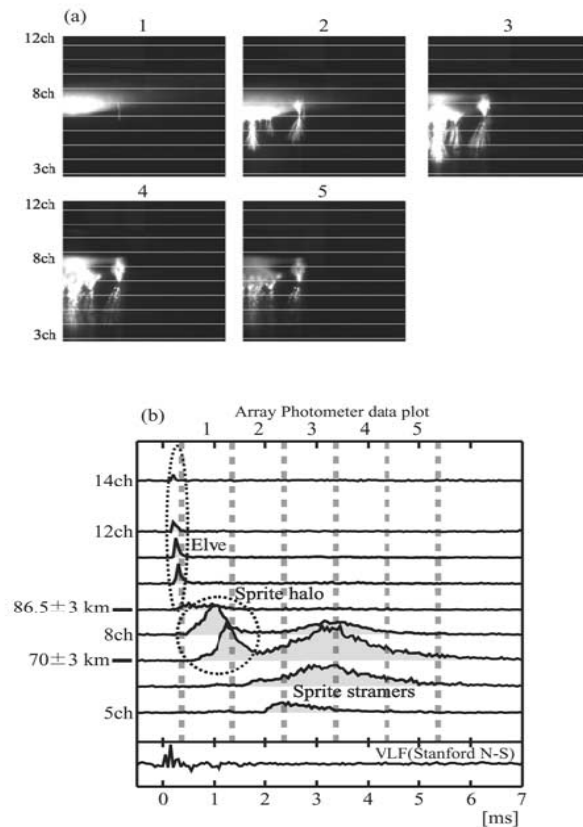 (a)
1 2 3
12ch
8ch
3ch
4 5
12ch
8ch
3ch
(b)
Array Photometer data plot
1 2 3 4 5
14ch
12ch
Elve
Sprite halo
86.5±3 km
8ch
70±3 km
Sprite stramers
5ch
VLF(Stanford N-S)
0 1 2 3 4 5 6 7
[ms]